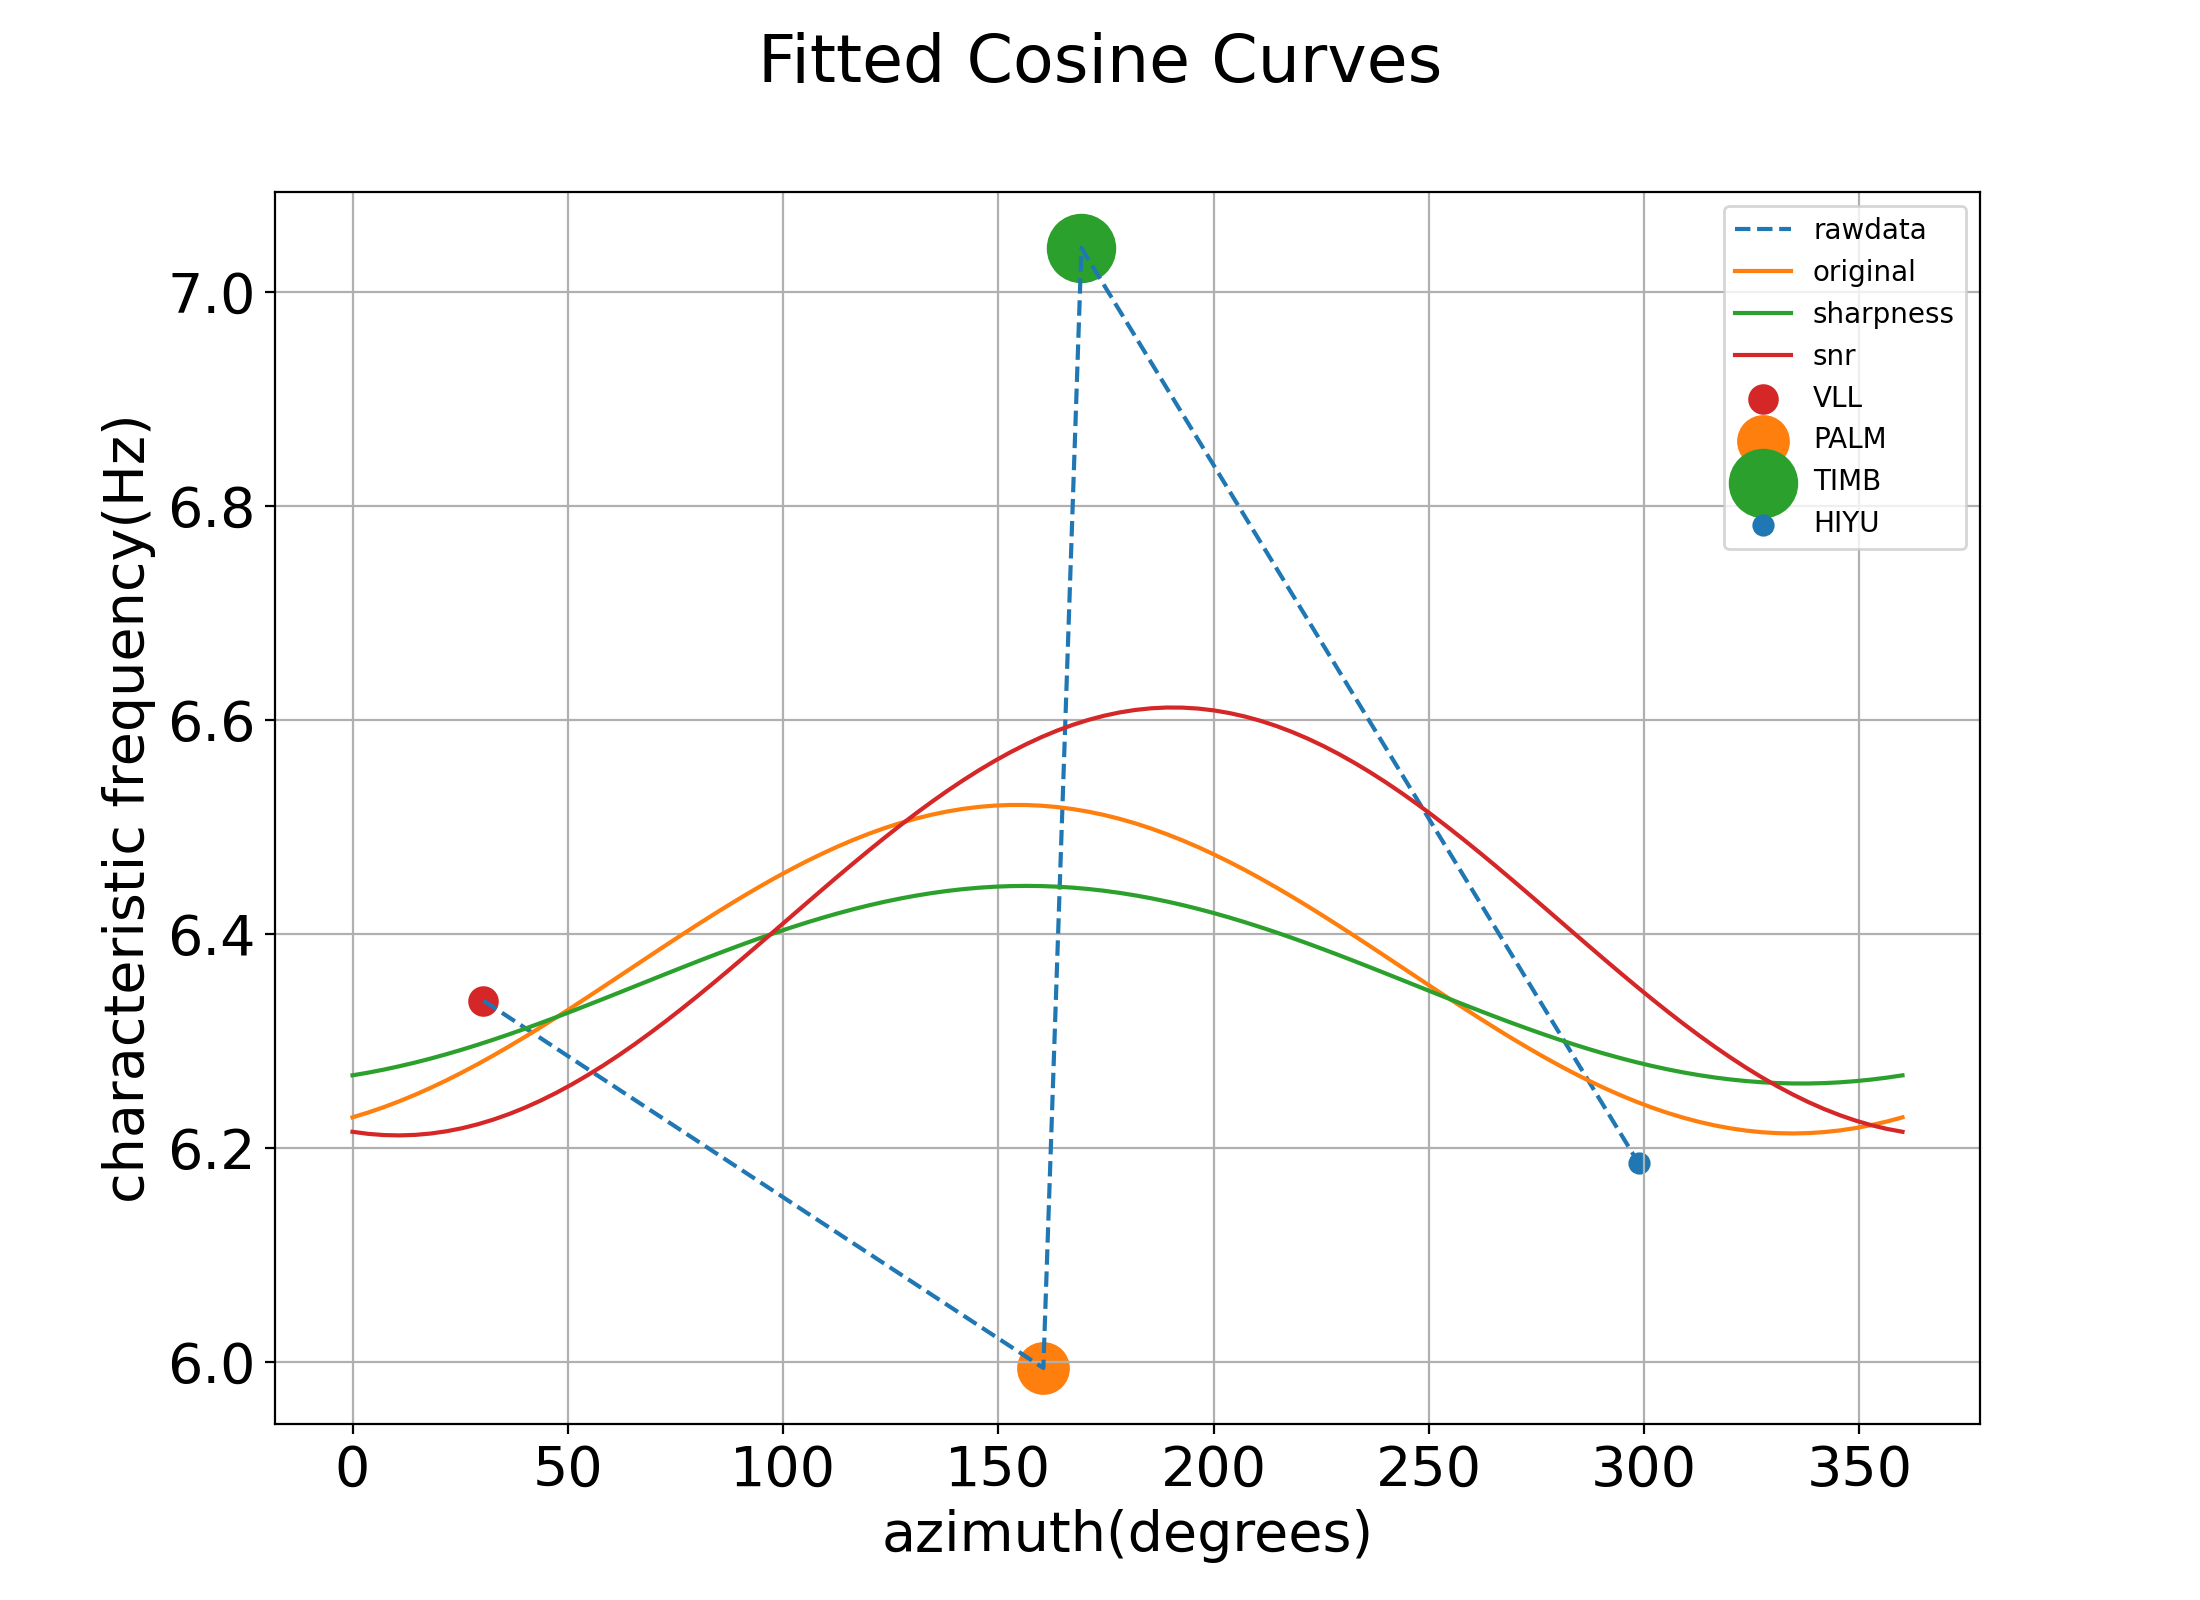 Fitted Cosine Curves
characteristic frequency(Hz)
7.0
6.8
6.6
6.4
6.2
6.0
rawdata
original
sharpness
snr
VLL
PALM
TIMB
HIYU
0 50 100 150 200 250 300 350
azimuth(degrees)